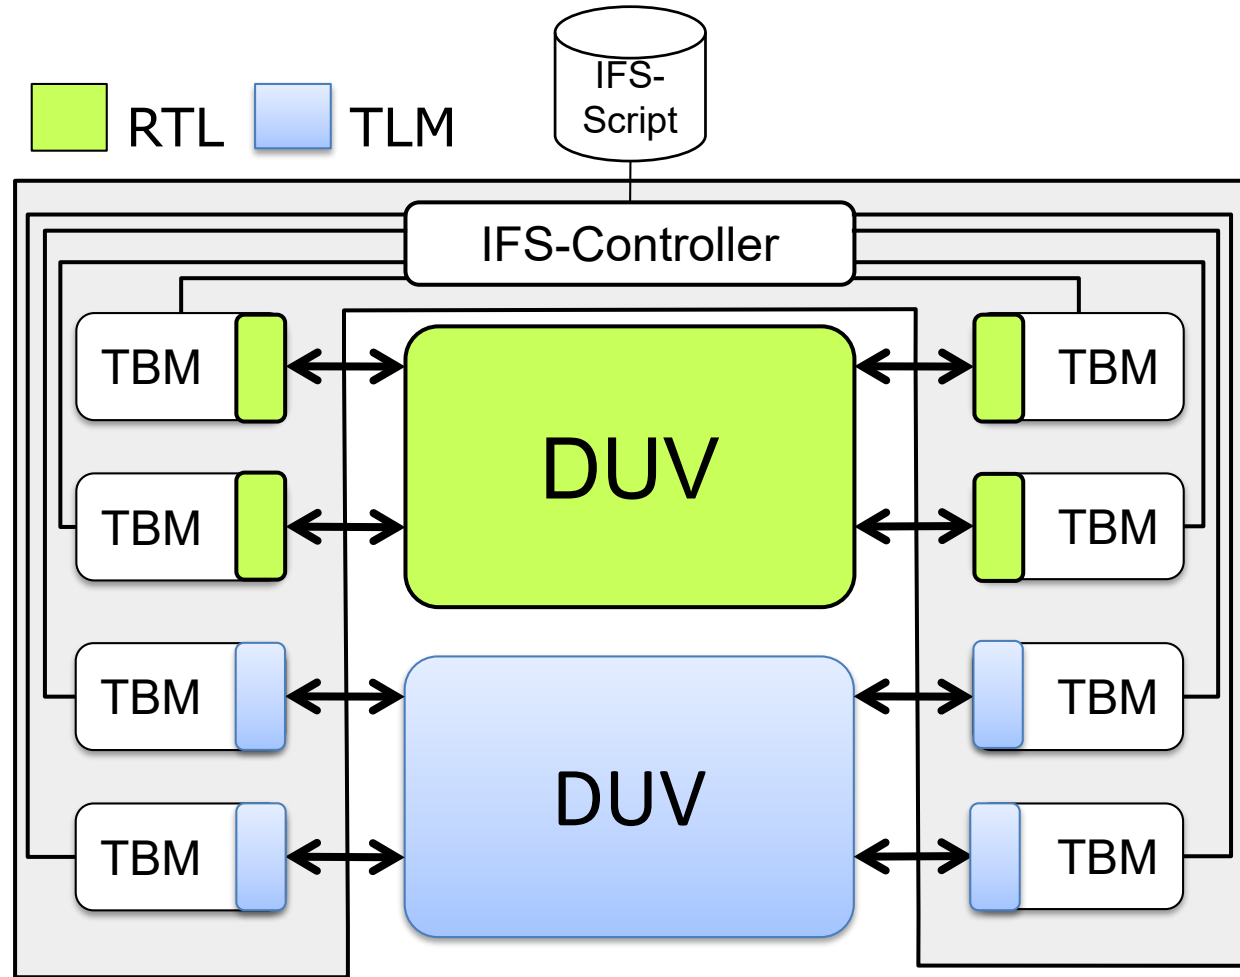 IFS-
Script
RTL
TLM
IFS-Controller
TBM
TBM
DUV
TBM
TBM
TBM
TBM
DUV
TBM
TBM